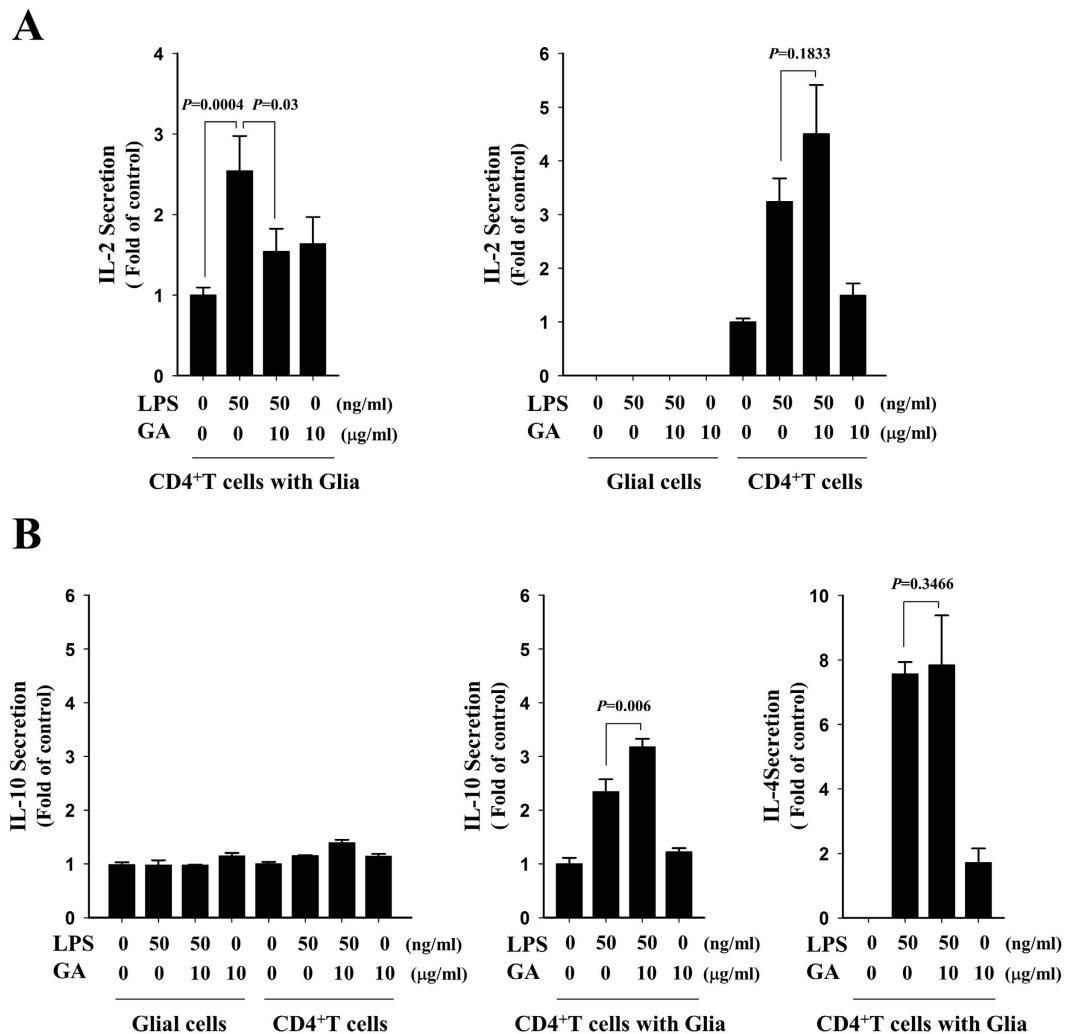 A
4
3
2
1
0
IL-2 Secretion
( Fold of control)
P=0.0004 P=0.03
LPS 0 50 50 0 (ng/ml)
GA 0 0 10 10 (μg/ml)
CD4+T cells with Glia
6
5
4
3
2
1
0
IL-2 Secretion
(Fold of control)
P=0.1833
LPS 0 50 50 0 0 50 50 0 (ng/ml)
GA 0 0 10 10 0 0 10 10 (μg/ml)
Glial cells CD4+T cells
B
6
5
4
3
2
1
0
IL-10 Secretion
(Fold of control)
LPS 0 50 50 0 0 50 50 0 (ng/ml)
GA 0 0 10 10 0 0 10 10 (μg/ml)
Glial cells CD4+T cells
6
5
4
3
2
1
0
IL-10 Secretion
( Fold of control)
P=0.006
0 50 50 0 (ng/ml)
0 0 10 10 (μg/ml)
CD4+T cells with Glia
10
8
6
4
2
0
IL-4Secretion
( Fold of control)
P=0.3466
LPS 0 50 50 0 (ng/ml)
GA 0 0 10 10 (μg/ml)
CD4+T cells with Glia